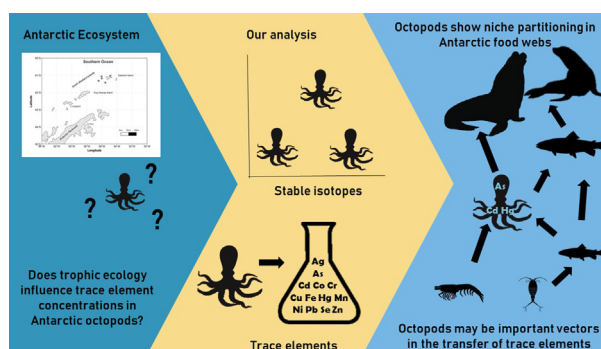 Antarctic Ecosystem
Southern Ocean
Latitude
Longitude
?
?
?
Does trophic ecology
influence trace element
concentrations in
Antarctic octopods?
Our analysis
Stable isotopes
Ag
As
Cd Co Cr
Cu Fe Hg Mn
Ni Pb Se Zn
Trace elements
Octopods show niche partitioning in
Antarctic food webs
As
Cd Hg
Octopods may be important vectors
in the transfer of trace elements